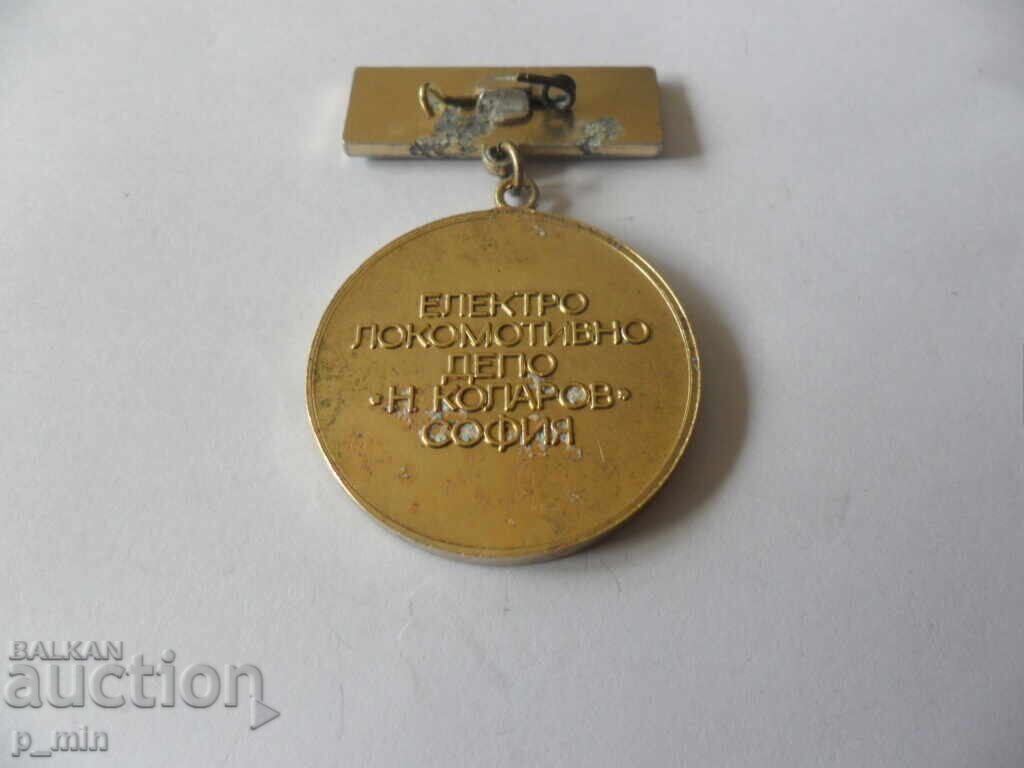 ЕЛЕКТРО
ЛОКОМОТИВНО
ДЕПО
"Н КОЛАРОВ"
СОФИЯ
BALKAN
auction
p_min